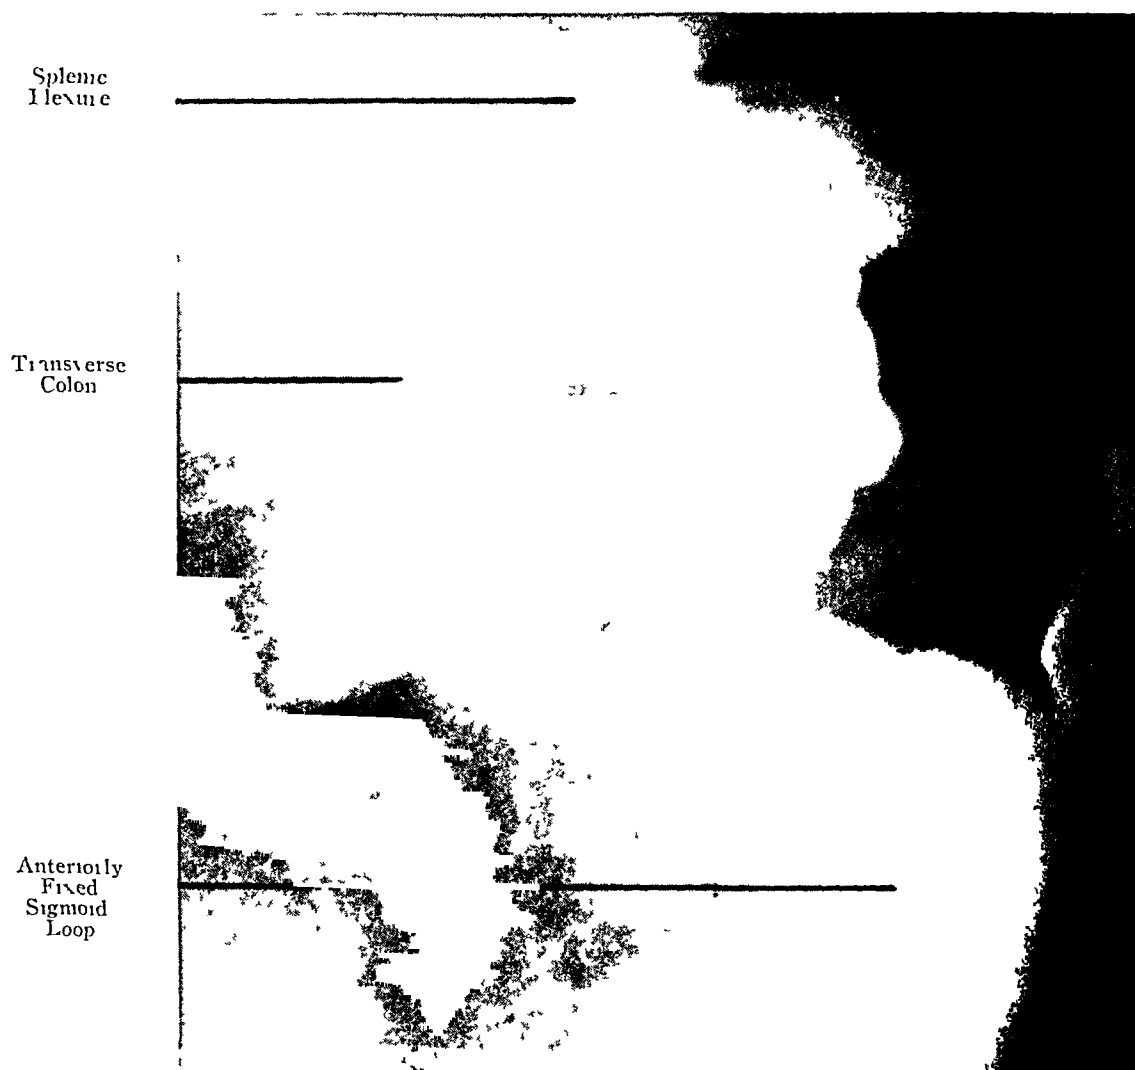 Splenic
Flexure
Transverse
Colon
Anteriorly
Fixed
Sigmoid
Loop